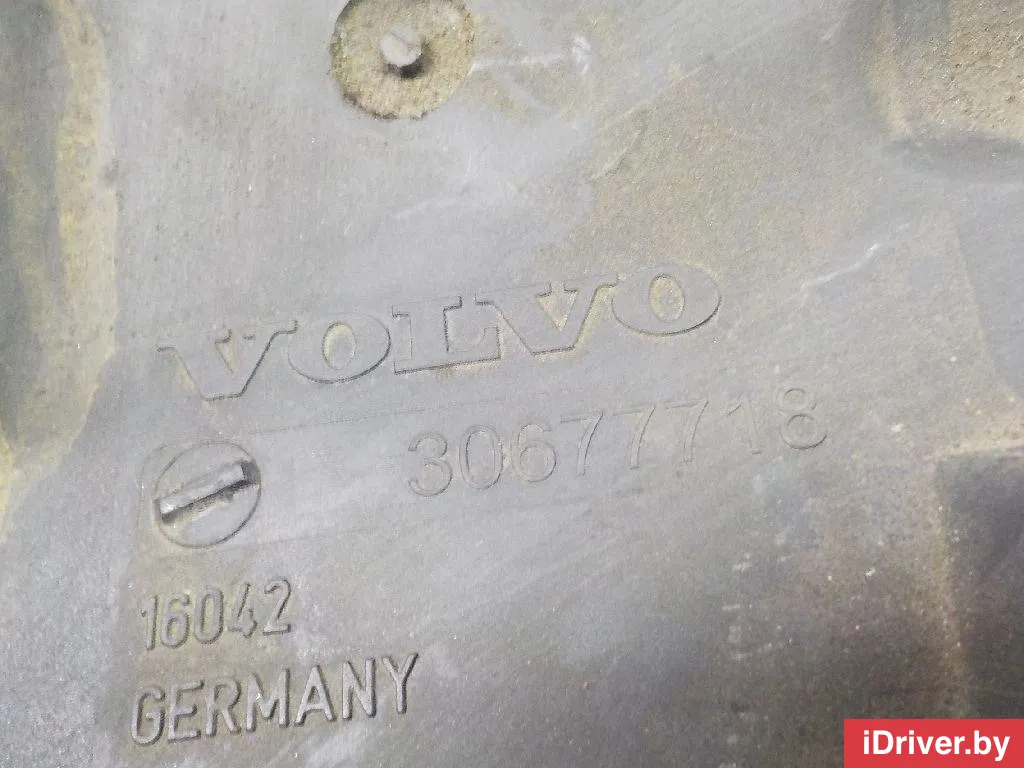 VOLVO
30677718
16042
GERMANY
iDriver.by